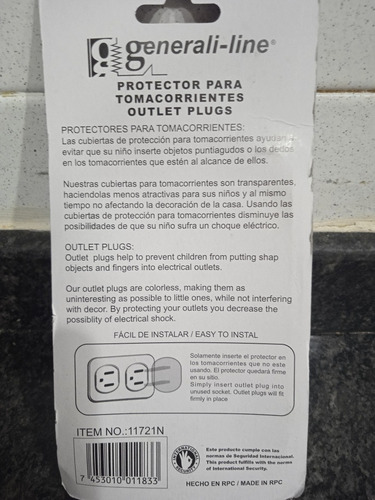 generali-line®
PROTECTOR PARA
TOMACORRIENTES
OUTLET PLUGS
PROTECTORES PARA TOMACORRIENTES:
Las cubiertas de protección para tomacorrientes ayudan a
evitar que su niño inserte objetos puntiagudos o los dedos
en los tomacorrientes que estén al alcance de ellos.
Nuestras cubiertas para tomacorrientes son transparentes,
haciendolas menos atractivas para sus niños y al mismo
tiempo no afectando la decoración de la casa. Usando las
cubiertas de protección para tomacorrientes disminuye las
posibilidades de que su niño sufra un choque eléctrico.
OUTLET PLUGS:
Outlet plugs help to prevent children from putting shap
objects and fingers into electrical outlets.
Our outlet plugs are colorless, making them as
uninteresting as possible to little ones, while not interfering
with decor. By protecting your outlets you decrease the
possiblity of electrical shock.
FÁCIL DE INSTALAR / EASY TO INSTAL
Solamente inserte el protector en
los tomacorrientes que no este
usando. El protector quedará firme
en su sitio.
Simply insert outlet plug into
unused socket. Outlet plugs will fit
firmly in place
ITEM NO.:11721N
7 453010 011833
Este producto cumple con las
normas de Seguridad Internacional.
This product fulfills with the norms
of International Security.
HECHO EN RPC / MADE IN RPC